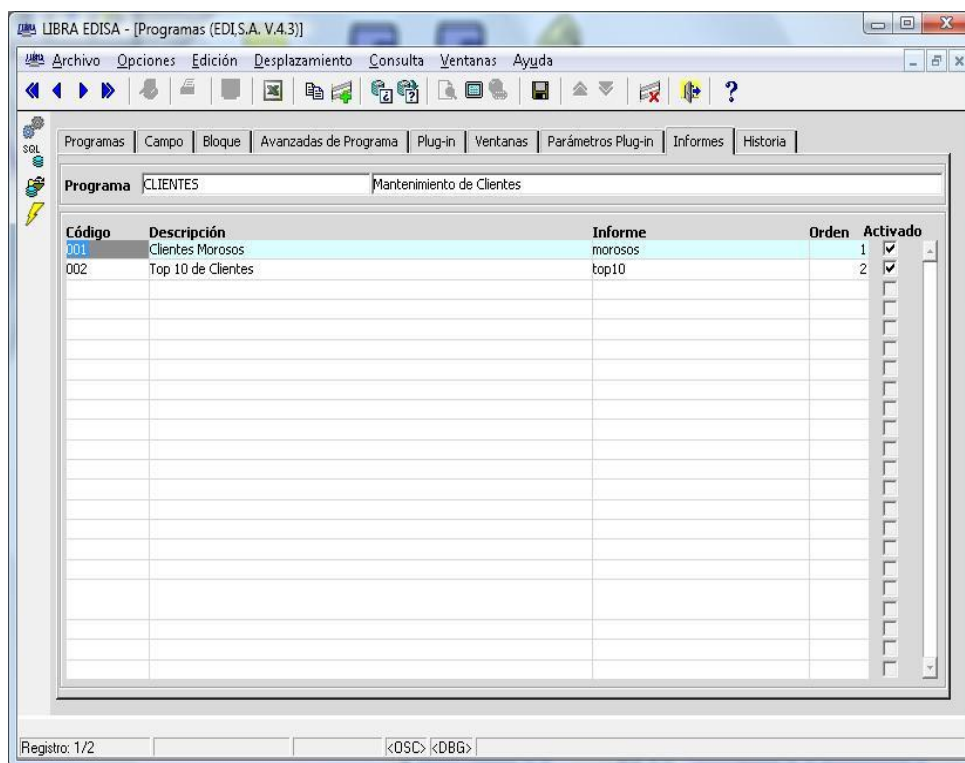 LIBRA EDISA - [Programas (EDI,S.A. V.4.3)]
Archivo Opciones Edición Desplazamiento Consulta Ventanas Ayuda
SQL
Programas Campo Bloque Avanzadas de Programa Plug-in Ventanas Parámetros Plug-in Informes Historia
Programa CLIENTES Mantenimiento de Clientes
Código Descripción Informe Orden Activado
001 Clientes Morosos morosos 1
002 Top 10 de Clientes top10 2
Registro: 1/2 <OSC> <DBG>